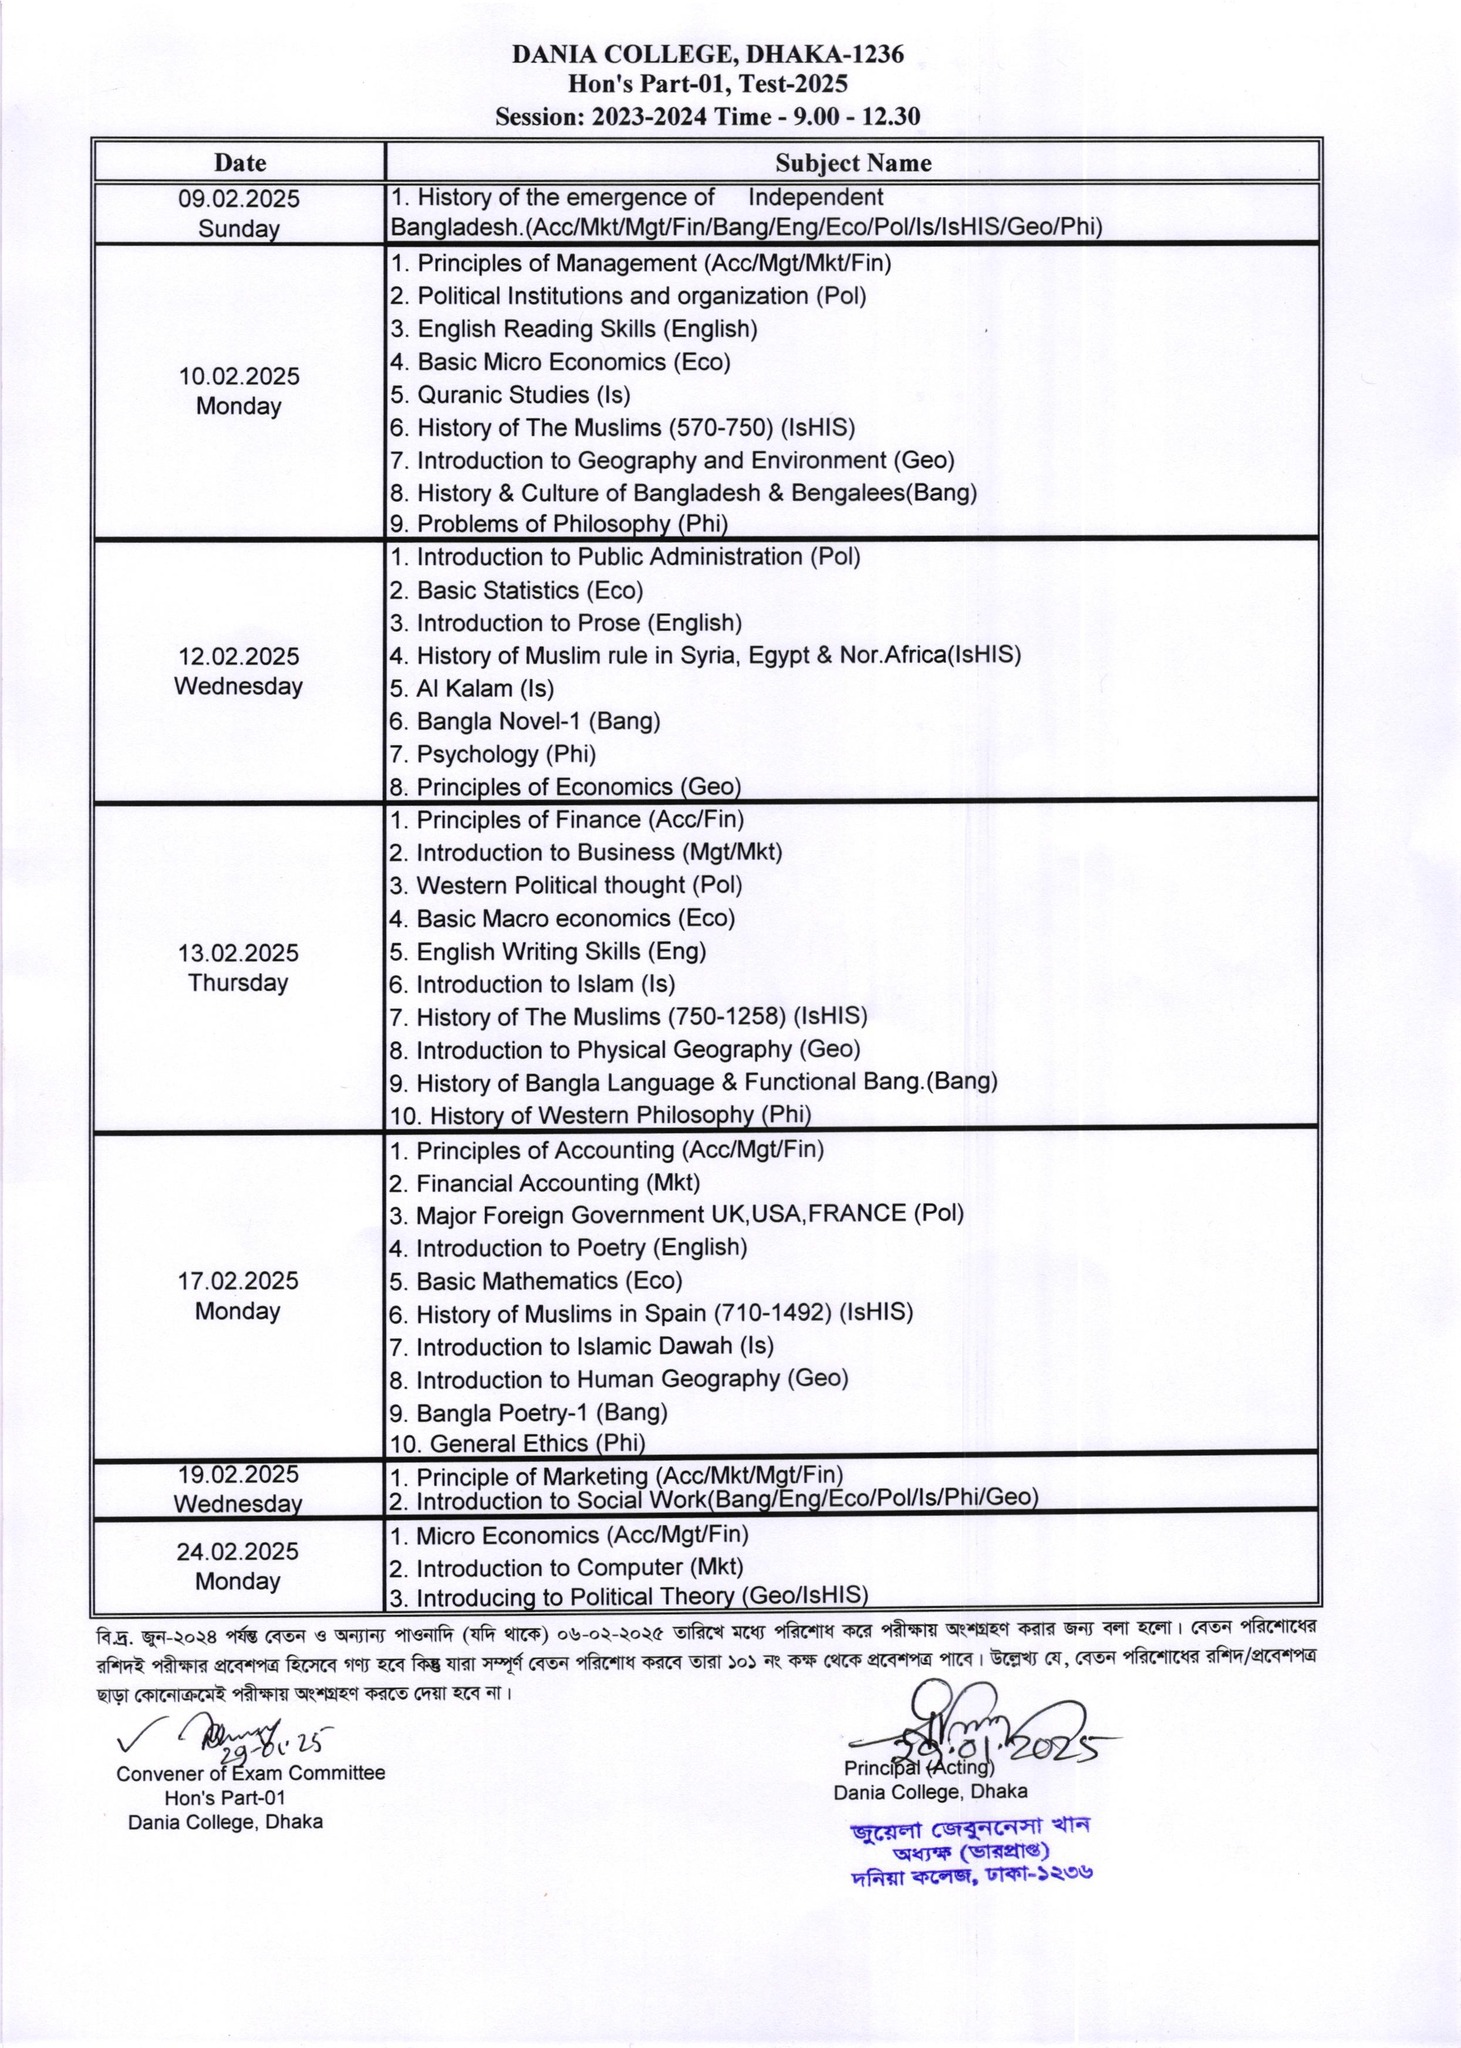 DANIA COLLEGE, DHAKA-1236
Hon's Part-01, Test-2025
Session: 2023-2024 Time - 9.00 - 12.30
Date Subject Name
09.02.2025
Sunday
1. History of the emergence of Independent
Bangladesh.(Acc/Mkt/Mgt/Fin/Bang/Eng/Eco/Pol/Is/IsHIS/Geo/Phi)
10.02.2025
Monday
1. Principles of Management (Acc/Mgt/Mkt/Fin)
2. Political Institutions and organization (Pol)
3. English Reading Skills (English)
4. Basic Micro Economics (Eco)
5. Quranic Studies (Is)
6. History of The Muslims (570-750) (IsHIS)
7. Introduction to Geography and Environment (Geo)
8. History & Culture of Bangladesh & Bengalees(Bang)
9. Problems of Philosophy (Phi)
12.02.2025
Wednesday
1. Introduction to Public Administration (Pol)
2. Basic Statistics (Eco)
3. Introduction to Prose (English)
4. History of Muslim rule in Syria, Egypt & Nor.Africa(IsHIS)
5. Al Kalam (Is)
6. Bangla Novel-1 (Bang)
7. Psychology (Phi)
8. Principles of Economics (Geo)
13.02.2025
Thursday
1. Principles of Finance (Acc/Fin)
2. Introduction to Business (Mgt/Mkt)
3. Western Political thought (Pol)
4. Basic Macro economics (Eco)
5. English Writing Skills (Eng)
6. Introduction to Islam (Is)
7. History of The Muslims (750-1258) (IsHIS)
8. Introduction to Physical Geography (Geo)
9. History of Bangla Language & Functional Bang.(Bang)
10. History of Western Philosophy (Phi)
17.02.2025
Monday
1. Principles of Accounting (Acc/Mgt/Fin)
2. Financial Accounting (Mkt)
3. Major Foreign Government UK,USA,FRANCE (Pol)
4. Introduction to Poetry (English)
5. Basic Mathematics (Eco)
6. History of Muslims in Spain (710-1492) (IsHIS)
7. Introduction to Islamic Dawah (Is)
8. Introduction to Human Geography (Geo)
9. Bangla Poetry-1 (Bang)
10. General Ethics (Phi)
19.02.2025
Wednesday
1. Principle of Marketing (Acc/Mkt/Mgt/Fin)
2. Introduction to Social Work(Bang/Eng/Eco/Pol/Is/Phi/Geo)
24.02.2025
Monday
1. Micro Economics (Acc/Mgt/Fin)
2. Introduction to Computer (Mkt)
3. Introducing to Political Theory (Geo/IsHIS)
বি.দ্র. জুন-২০২৪ পর্যন্ত বেতন ও অন্যান্য পাওনাদি (যদি থাকে) ০৬-০২-২০২৫ তারিখে মধ্যে পরিশোধ করে পরীক্ষায় অংশগ্রহণ করার জন্য বলা হলো। বেতন পরিশোধের
রশিদই পরীক্ষার প্রবেশপত্র হিসেবে গণ্য হবে কিন্তু যারা সম্পূর্ণ বেতন পরিশোধ করবে তারা ১০১ নং কক্ষ থেকে প্রবেশপত্র পাবে। উল্লেখ্য যে, বেতন পরিশোধের রশিদ/প্রবেশপত্র
ছাড়া কোনোক্রমেই পরীক্ষায় অংশগ্রহণ করতে দেয়া হবে না।
29-01-25
Convener of Exam Committee
Hon's Part-01
Dania College, Dhaka
29.01.2025
Principal (Acting)
Dania College, Dhaka
জুয়েলা জেবুননেসা খান
অধ্যক্ষ (ভারপ্রাপ্ত)
দনিয়া কলেজ, ঢাকা-১২৩৬